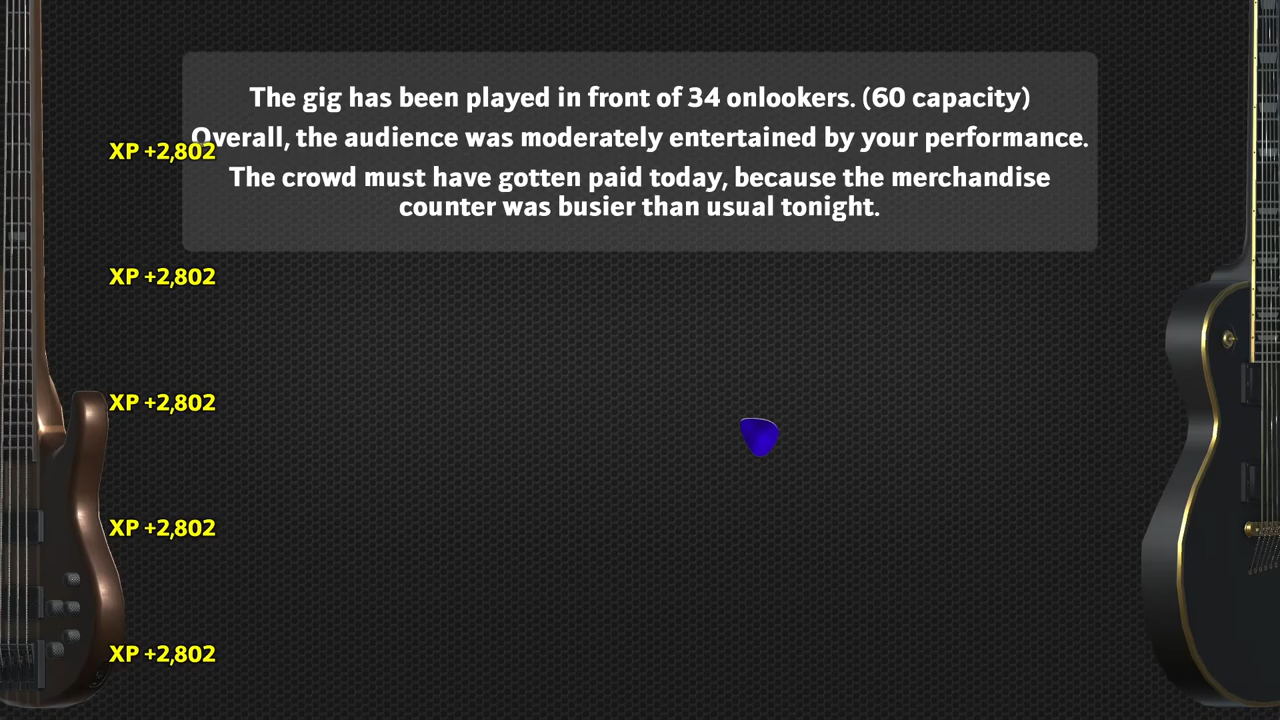 The gig has been played in front of 34 onlookers. (60 capacity)
Overall, the audience was moderately entertained by your performance.
XP +2,802
The crowd must have gotten paid today, because the merchandise
counter was busier than usual tonight.
XP +2,802
XP +2,802
XP +2,802
XP +2,802